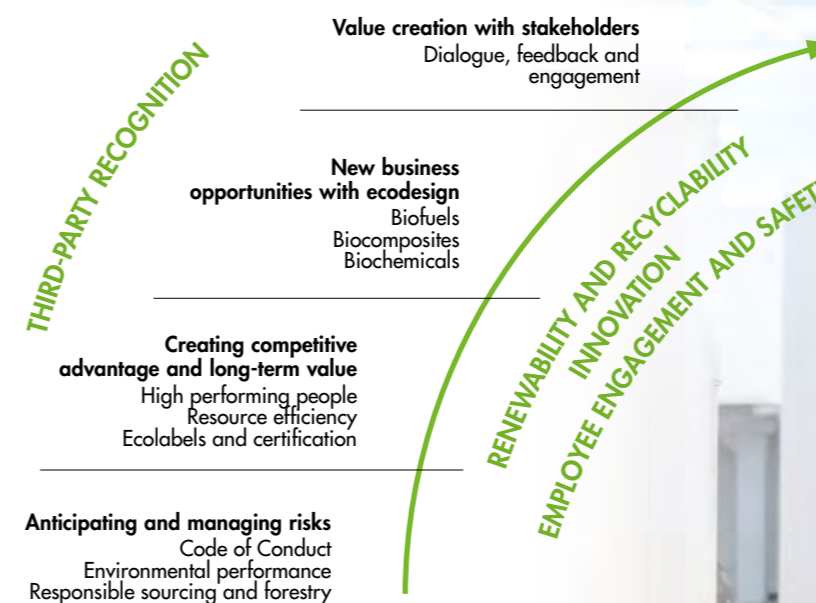 Value creation with stakeholders
Dialogue, feedback and
engagement
THIRD-PARTY RECOGNITION
New business
opportunities with ecodesign
Biofuels
Biocomposites
Biochemicals
RENEWABILITY AND RECYCLABILITY
INNOVATION
EMPLOYEE ENGAGEMENT AND SAFET
Creating competitive
advantage and long-term value
High performing people
Resource efficiency
Ecolabels and certification
Anticipating and managing risks
Code of Conduct
Environmental performance
Responsible sourcing and forestry